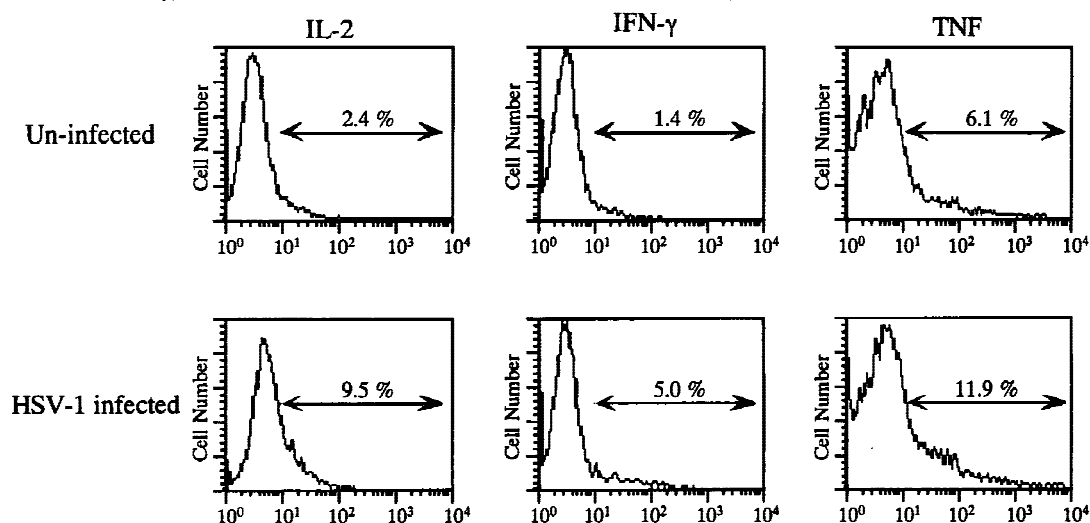 IL-2 IFN-γ TNF
Un-infected
Cell Number 2.4 % Cell Number 1.4 % Cell Number 6.1 %
10⁰ 10¹ 10² 10³ 10⁴ 10⁰ 10¹ 10² 10³ 10⁴ 10⁰ 10¹ 10² 10³ 10⁴
HSV-1 infected
Cell Number 9.5 % Cell Number 5.0 % Cell Number 11.9 %
10⁰ 10¹ 10² 10³ 10⁴ 10⁰ 10¹ 10² 10³ 10⁴ 10⁰ 10¹ 10² 10³ 10⁴